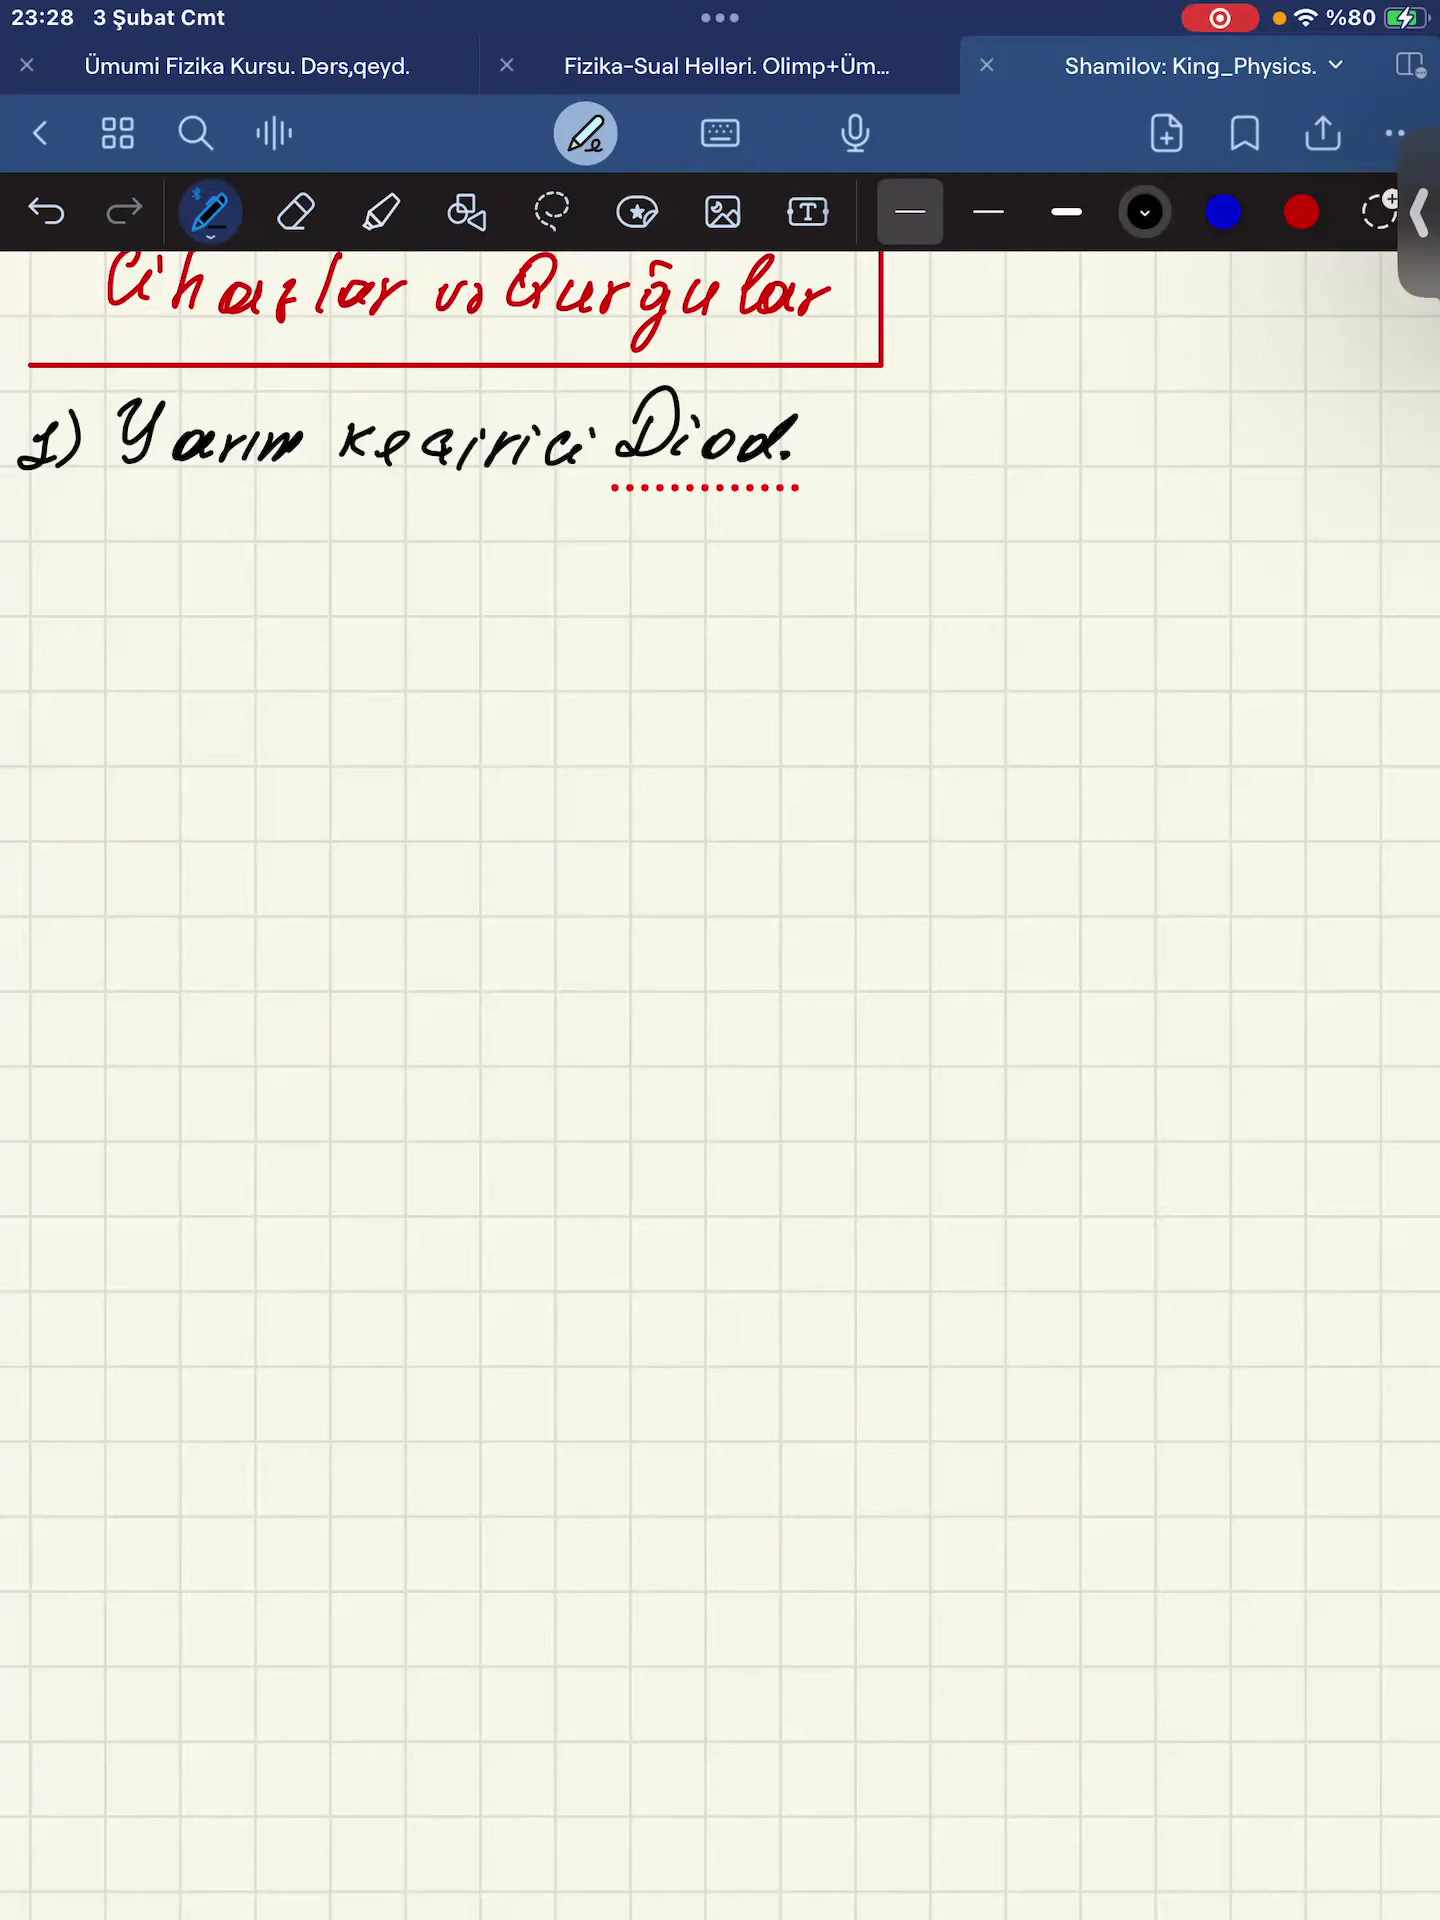 23:28 3 Şubat Cmt %80
Ümumi Fizika Kursu. Dərs,qeyd. Fizika-Sual Həlləri. Olimp+Üm... Shamilov: King_Physics.
Cihazlar və Qurğular
1) Yarım keçirici Diod.